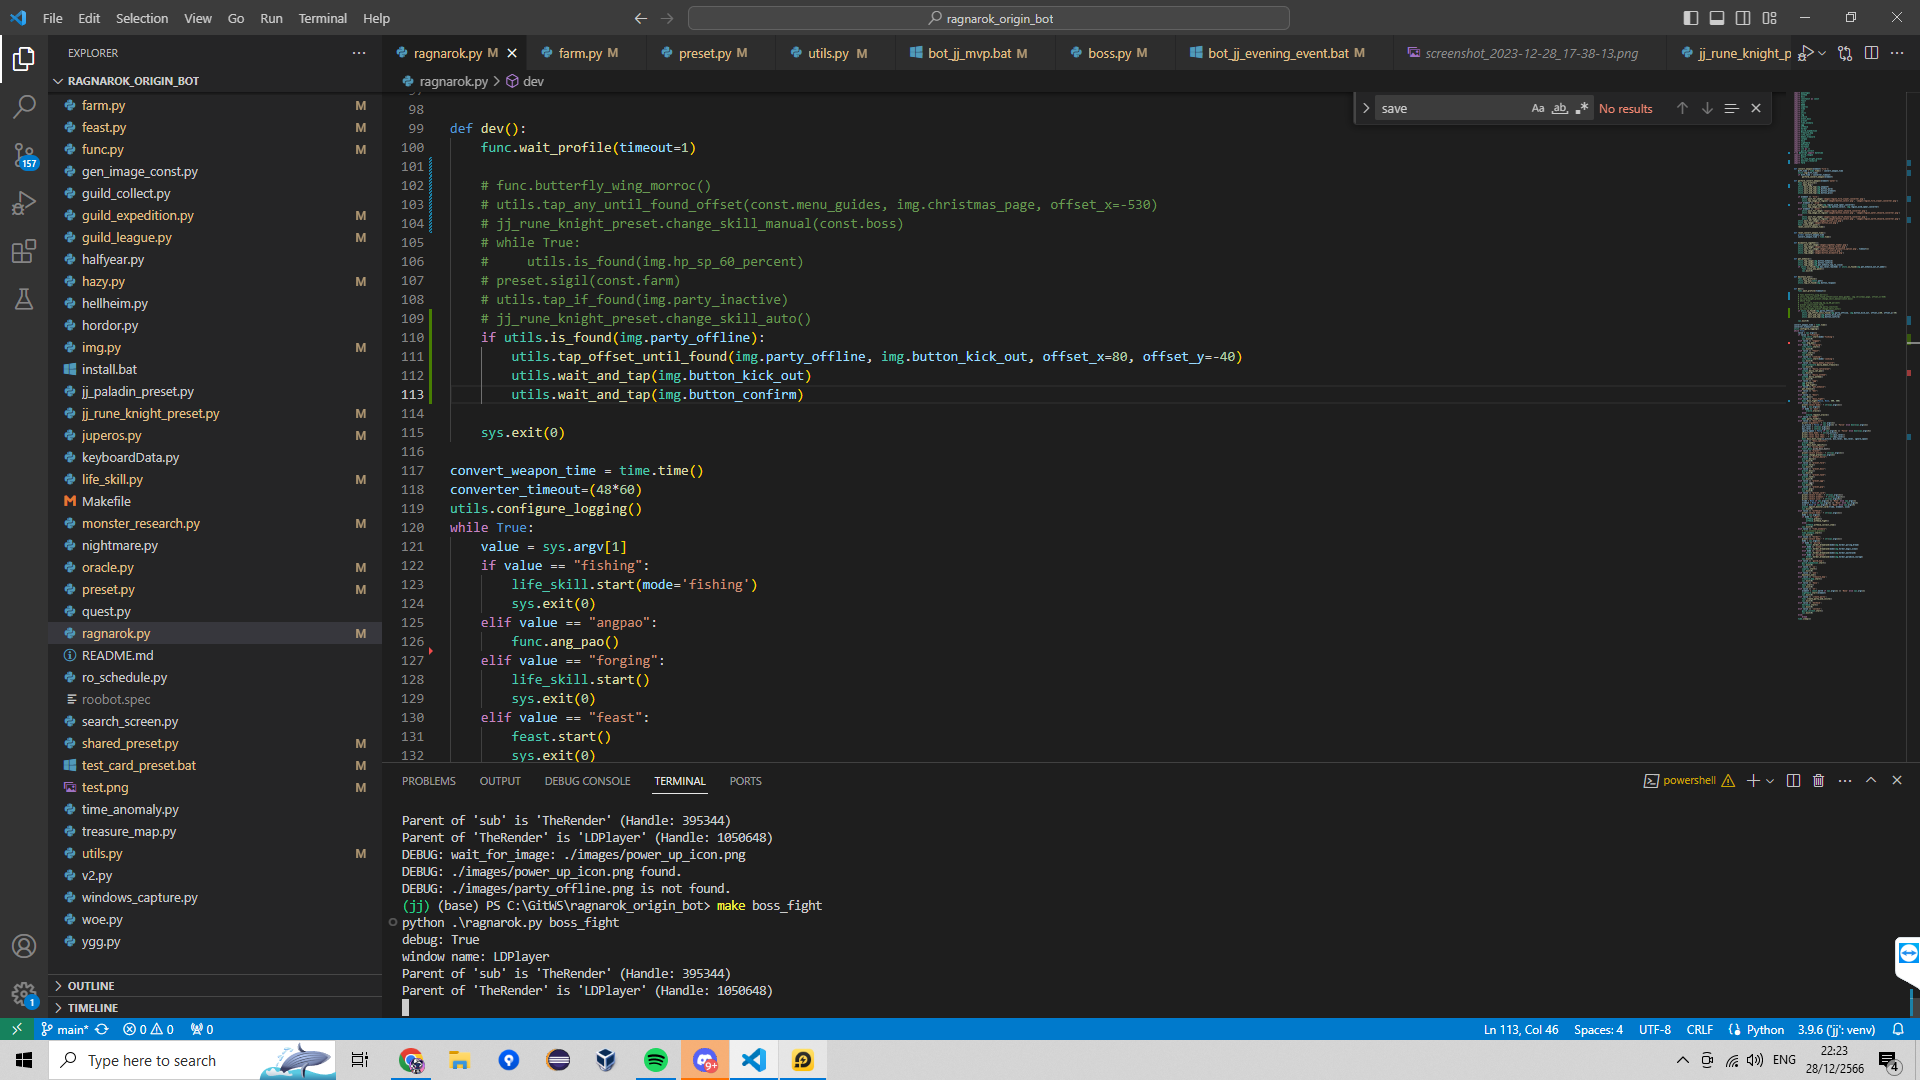 File Edit Selection View Go Run Terminal Help
ragnarok_origin_bot
EXPLORER
RAGNAROK_ORIGIN_BOT
farm.py M
feast.py M
func.py M
gen_image_const.py
guild_collect.py
guild_expedition.py M
guild_league.py M
halfyear.py
hazy.py M
hellheim.py
hordor.py
img.py M
install.bat
jj_paladin_preset.py
jj_rune_knight_preset.py M
juperos.py M
keyboardData.py
life_skill.py M
Makefile
monster_research.py M
nightmare.py
oracle.py M
preset.py M
quest.py
ragnarok.py M
README.md
ro_schedule.py
roobot.spec
search_screen.py
shared_preset.py M
test_card_preset.bat M
test.png M
time_anomaly.py
treasure_map.py
utils.py M
v2.py
windows_capture.py
woe.py
ygg.py
OUTLINE
TIMELINE
157
1
ragnarok.py M farm.py M preset.py M utils.py M bot_jj_mvp.bat M boss.py M bot_jj_evening_event.bat M screenshot_2023-12-28_17-38-13.png jj_rune_knight_p
ragnarok.py > dev
save Aa ab No results
98
99 def dev():
100 func.wait_profile(timeout=1)
101
102 # func.butterfly_wing_morroc()
103 # utils.tap_any_until_found_offset(const.menu_guides, img.christmas_page, offset_x=-530)
104 # jj_rune_knight_preset.change_skill_manual(const.boss)
105 # while True:
106 #     utils.is_found(img.hp_sp_60_percent)
107 # preset.sigil(const.farm)
108 # utils.tap_if_found(img.party_inactive)
109 # jj_rune_knight_preset.change_skill_auto()
110 if utils.is_found(img.party_offline):
111 utils.tap_offset_until_found(img.party_offline, img.button_kick_out, offset_x=80, offset_y=-40)
112 utils.wait_and_tap(img.button_kick_out)
113 utils.wait_and_tap(img.button_confirm)
114
115 sys.exit(0)
116
117 convert_weapon_time = time.time()
118 converter_timeout=(48*60)
119 utils.configure_logging()
120 while True:
121 value = sys.argv[1]
122 if value == "fishing":
123 life_skill.start(mode='fishing')
124 sys.exit(0)
125 elif value == "angpao":
126 func.ang_pao()
127 elif value == "forging":
128 life_skill.start()
129 sys.exit(0)
130 elif value == "feast":
131 feast.start()
132 sys.exit(0)
PROBLEMS OUTPUT DEBUG CONSOLE TERMINAL PORTS
powershell
Parent of 'sub' is 'TheRender' (Handle: 395344)
Parent of 'TheRender' is 'LDPlayer' (Handle: 1050648)
DEBUG: wait_for_image: ./images/power_up_icon.png
DEBUG: ./images/power_up_icon.png found.
DEBUG: ./images/party_offline.png is not found.
(jj) (base) PS C:\GitWS\ragnarok_origin_bot> make boss_fight
python .\ragnarok.py boss_fight
debug: True
window name: LDPlayer
Parent of 'sub' is 'TheRender' (Handle: 395344)
Parent of 'TheRender' is 'LDPlayer' (Handle: 1050648)
main* 0 0 0
Ln 113, Col 46 Spaces: 4 UTF-8 CRLF Python 3.9.6 ('jj': venv)
Type here to search
9+
ENG
22:23
28/12/2566
4